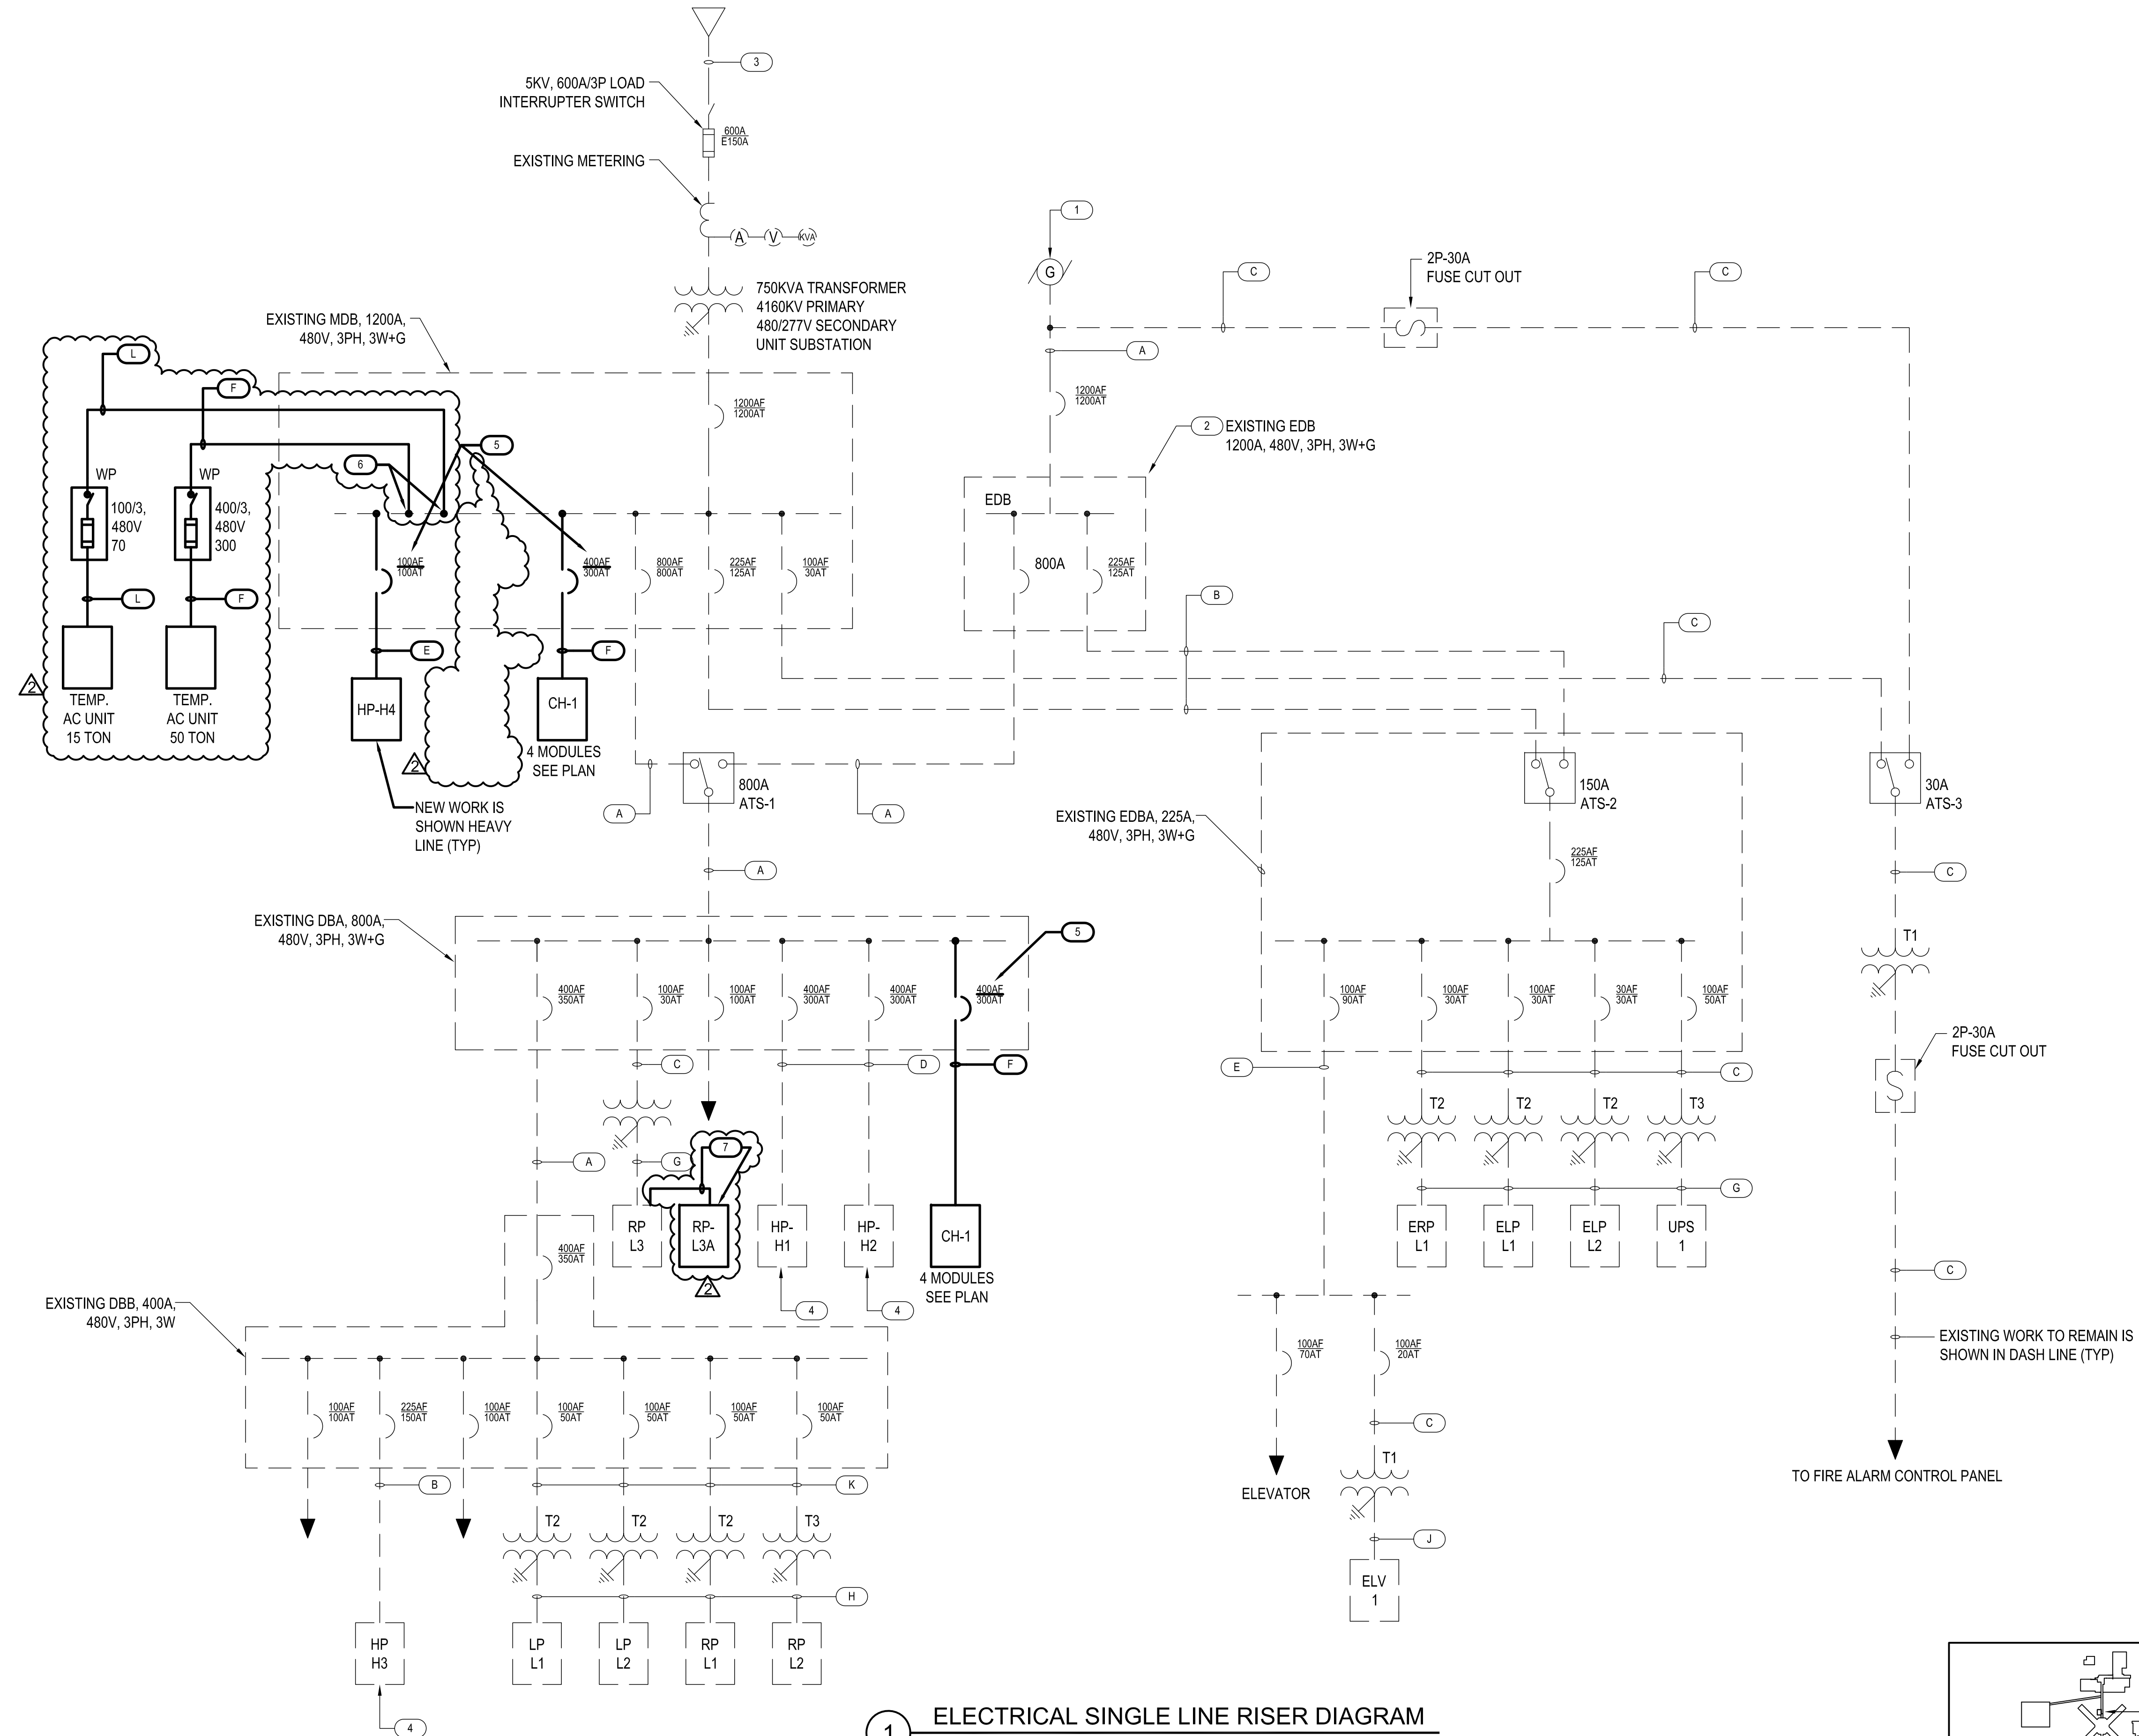 3
5KV, 600A/3P LOAD
INTERRUPTER SWITCH
600A
E150A
EXISTING METERING
A
V
KVA
1
G
C
2P-30A
FUSE CUT OUT
C
750KVA TRANSFORMER
4160KV PRIMARY
480/277V SECONDARY
UNIT SUBSTATION
EXISTING MDB, 1200A,
480V, 3PH, 3W+G
L
F
A
1200AF
1200AT
1200AF
1200AT
2
EXISTING EDB
1200A, 480V, 3PH, 3W+G
5
6
WP
100/3,
480V
70
WP
400/3,
480V
300
EDB
100AF
100AT
400AF
300AT
800AF
800AT
225AF
125AT
100AF
30AT
800A
225AF
125AT
L
F
B
C
E
F
2
TEMP.
AC UNIT
15 TON
TEMP.
AC UNIT
50 TON
HP-H4
CH-1
2
4 MODULES
SEE PLAN
NEW WORK IS
SHOWN HEAVY
LINE (TYP)
800A
ATS-1
A
A
150A
ATS-2
30A
ATS-3
EXISTING EDBA, 225A,
480V, 3PH, 3W+G
225AF
125AT
A
C
EXISTING DBA, 800A,
480V, 3PH, 3W+G
5
T1
400AF
350AT
100AF
30AT
100AF
100AT
400AF
300AT
400AF
300AT
400AF
300AT
100AF
90AT
100AF
30AT
100AF
30AT
30AF
30AT
100AF
50AT
2P-30A
FUSE CUT OUT
C
D
F
E
C
T2
T2
T2
T3
A
G
7
G
RP
L3
RP-
L3A
HP-
H1
HP-
H2
CH-1
ERP
L1
ELP
L1
ELP
L2
UPS
1
400AF
350AT
2
4 MODULES
SEE PLAN
4
4
C
EXISTING DBB, 400A,
480V, 3PH, 3W
EXISTING WORK TO REMAIN IS
SHOWN IN DASH LINE (TYP)
100AF
70AT
100AF
20AT
100AF
100AT
225AF
150AT
100AF
100AT
100AF
50AT
100AF
50AT
100AF
50AT
100AF
50AT
C
T1
TO FIRE ALARM CONTROL PANEL
B
K
ELEVATOR
T2
T2
T2
T3
J
ELV
1
H
HP
H3
LP
L1
LP
L2
RP
L1
RP
L2
4
1
ELECTRICAL SINGLE LINE RISER DIAGRAM